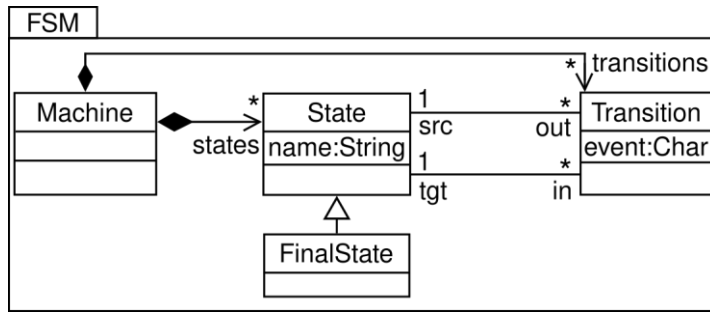 FSM
* transitions
Machine
* State 1 * Transition
states name:String src out event:Char
1 *
tgt in
FinalState